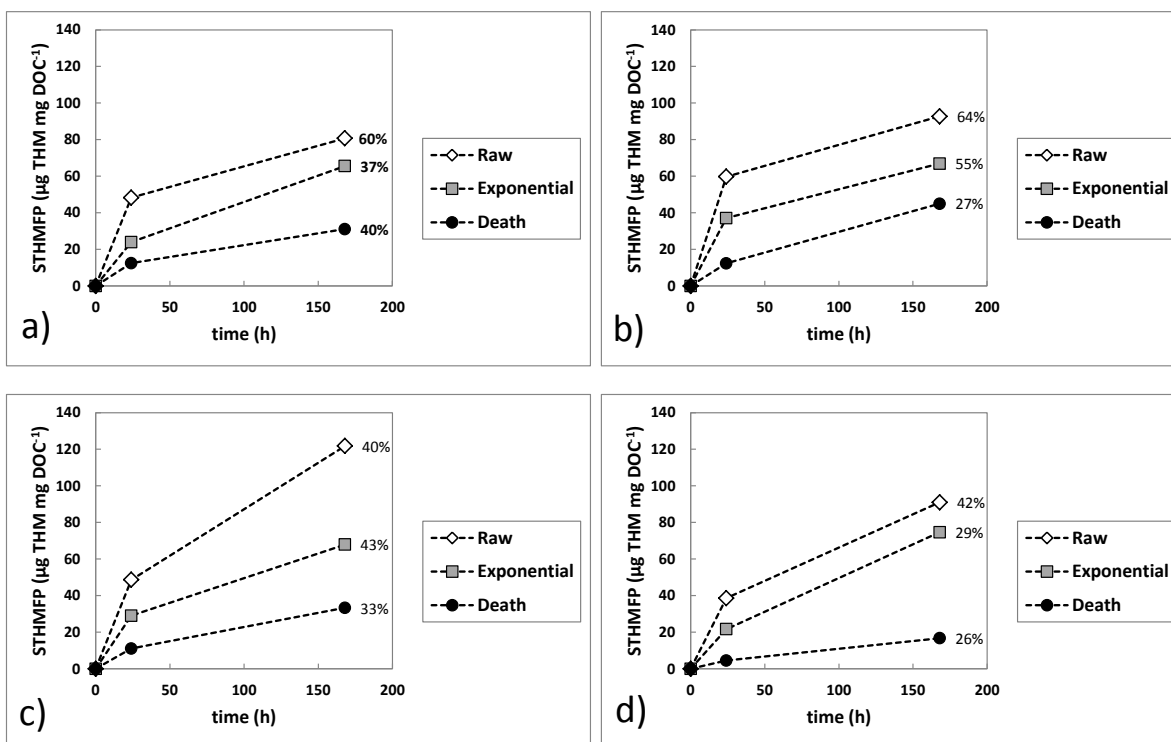 STHMFP (µg THM mg DOC⁻¹)
140
120
100
80
60
40
20
0
0 50 100 150 200
time (h)
60%
37%
40%
Raw
Exponential
Death
a)
STHMFP (µg THM mg DOC⁻¹)
140
120
100
80
60
40
20
0
0 50 100 150 200
time (h)
64%
55%
27%
Raw
Exponential
Death
b)
STHMFP (µg THM mg DOC⁻¹)
140
120
100
80
60
40
20
0
0 50 100 150 200
time (h)
40%
43%
33%
Raw
Exponential
Death
c)
STHMFP (µg THM mg DOC⁻¹)
140
120
100
80
60
40
20
0
0 50 100 150 200
time (h)
42%
29%
26%
Raw
Exponential
Death
d)